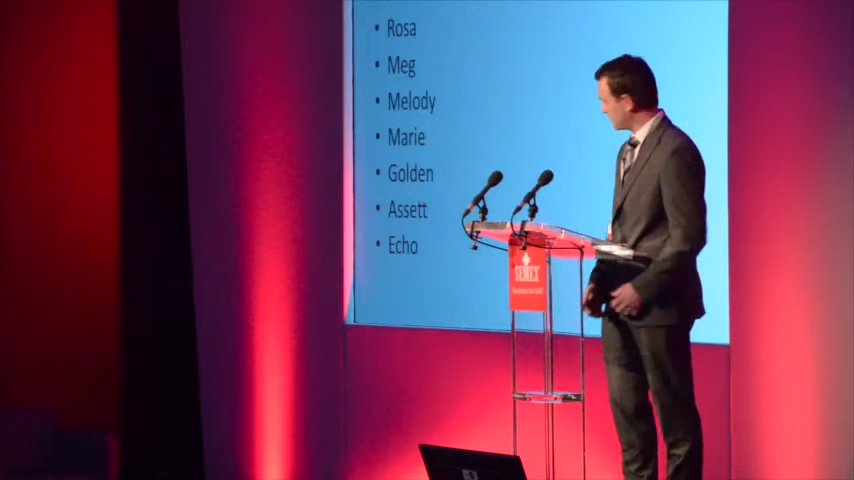 • Rosa
• Meg
• Melody
• Marie
• Golden
• Assett
• Echo
SEMEX